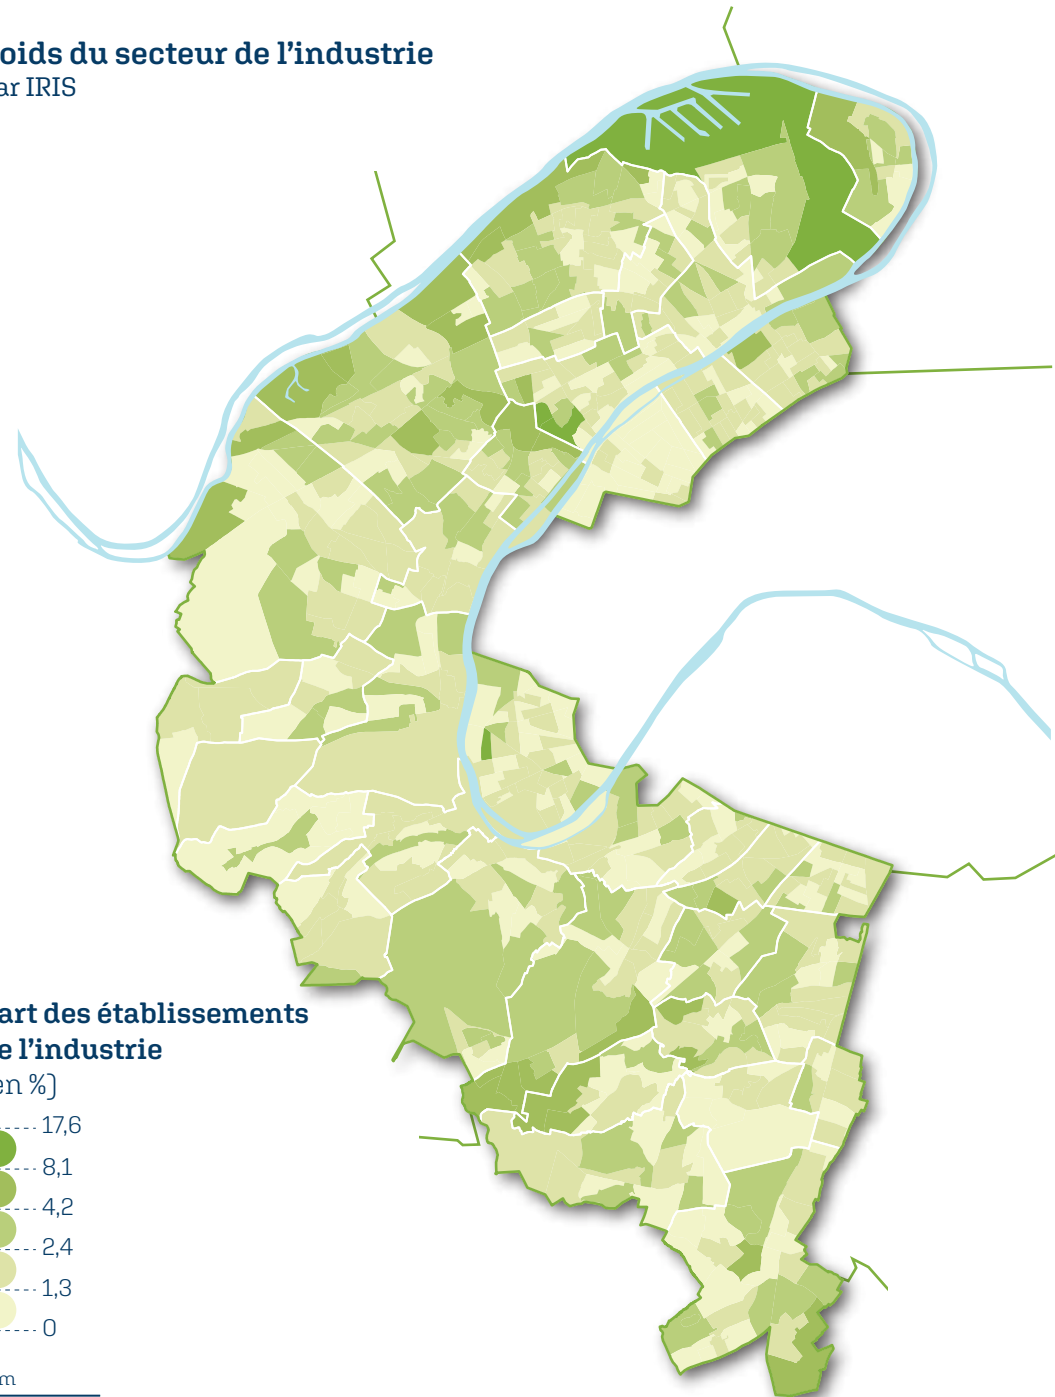 oids du secteur de l'industrie
ar IRIS
art des établissements
e l'industrie
en %)
17,6
8,1
4,2
2,4
1,3
0
m